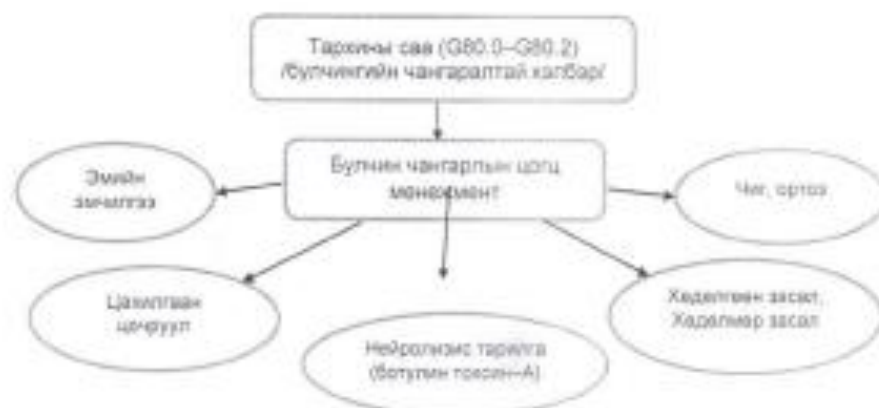 Тархины саа (G80.0–G80.2)
/булчингийн чангаралтай хэлбэр/
Булчин чангарлын цогц
менежмент
Эмийн
эмчилгээ
Чиг, ортоз
Цахилгаан
цочруул
Хөдөлгөөн засал,
Хөдөлмөр засал
Нейролизис тарилга
(ботулин токсин–А)